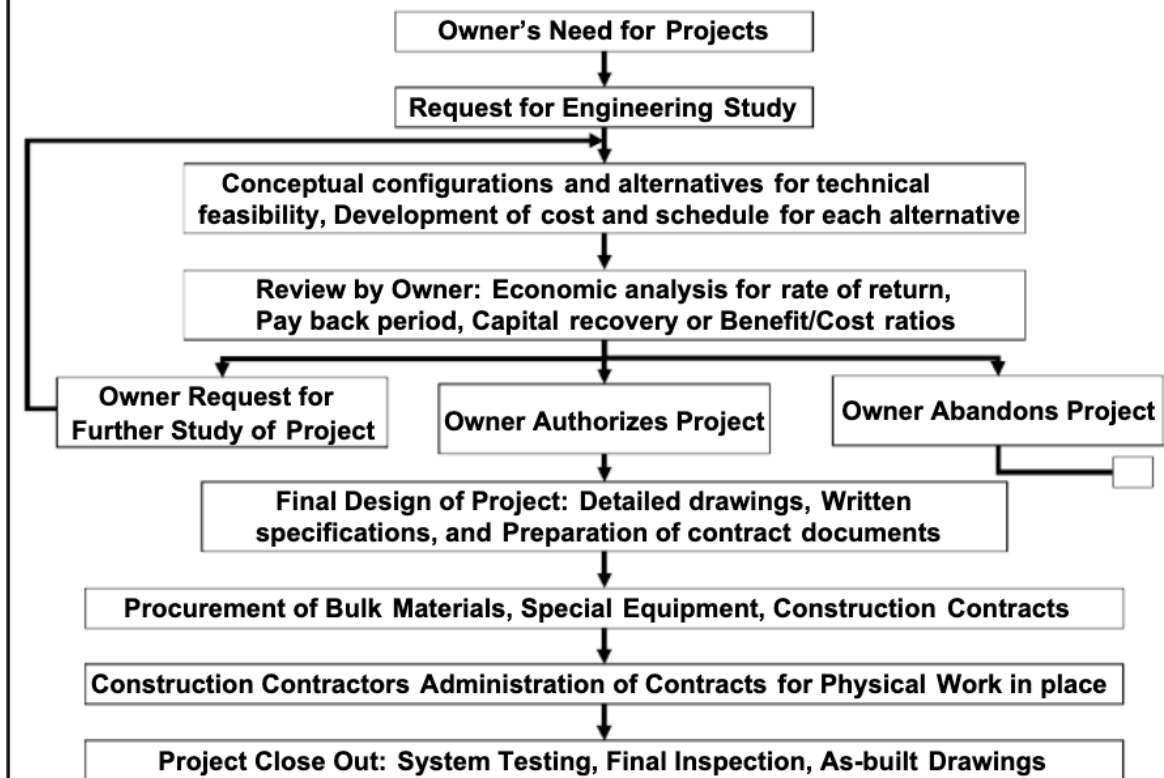 Owner's Need for Projects
Request for Engineering Study
Conceptual configurations and alternatives for technical
feasibility, Development of cost and schedule for each alternative
Review by Owner: Economic analysis for rate of return,
Pay back period, Capital recovery or Benefit/Cost ratios
Owner Request for
Further Study of Project
Owner Authorizes Project
Owner Abandons Project
Final Design of Project: Detailed drawings, Written
specifications, and Preparation of contract documents
Procurement of Bulk Materials, Special Equipment, Construction Contracts
Construction Contractors Administration of Contracts for Physical Work in place
Project Close Out: System Testing, Final Inspection, As-built Drawings